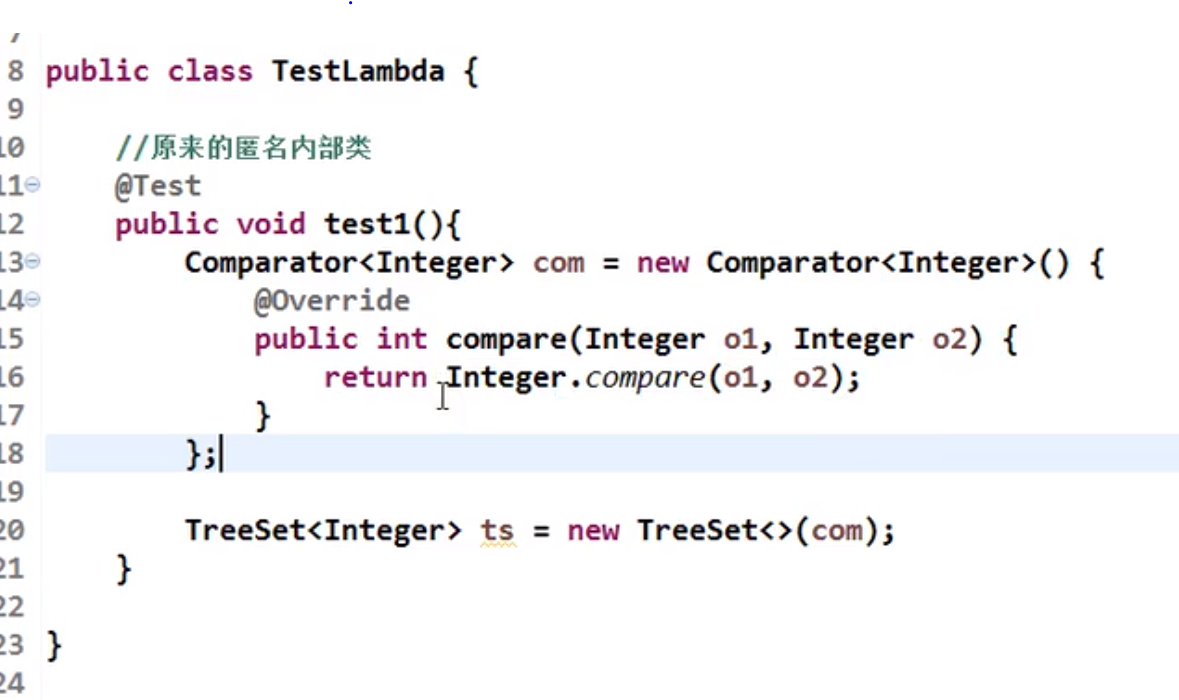 7
8 public class TestLambda {
9
10     //原来的匿名内部类
11     @Test
12     public void test1(){
13         Comparator<Integer> com = new Comparator<Integer>() {
14             @Override
15             public int compare(Integer o1, Integer o2) {
16                 return Integer.compare(o1, o2);
17             }
18         };
19
20         TreeSet<Integer> ts = new TreeSet<>(com);
21     }
22
23 }
24